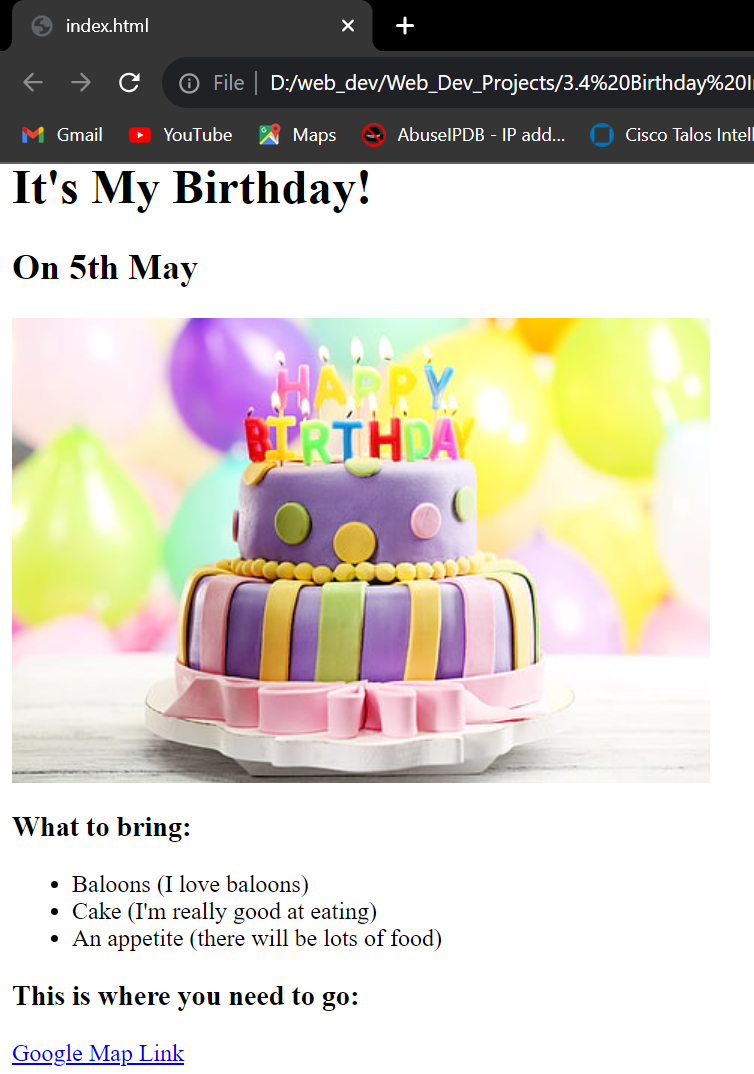 index.html
File
D:/web_dev/Web_Dev_Projects/3.4%20Birthday%20I
Gmail
YouTube
Maps
AbuseIPDB - IP add...
Cisco Talos Intell
It's My Birthday!
On 5th May
HAPPY
BIRTHDAY
What to bring:
Baloons (I love baloons)
Cake (I'm really good at eating)
An appetite (there will be lots of food)
This is where you need to go:
Google Map Link